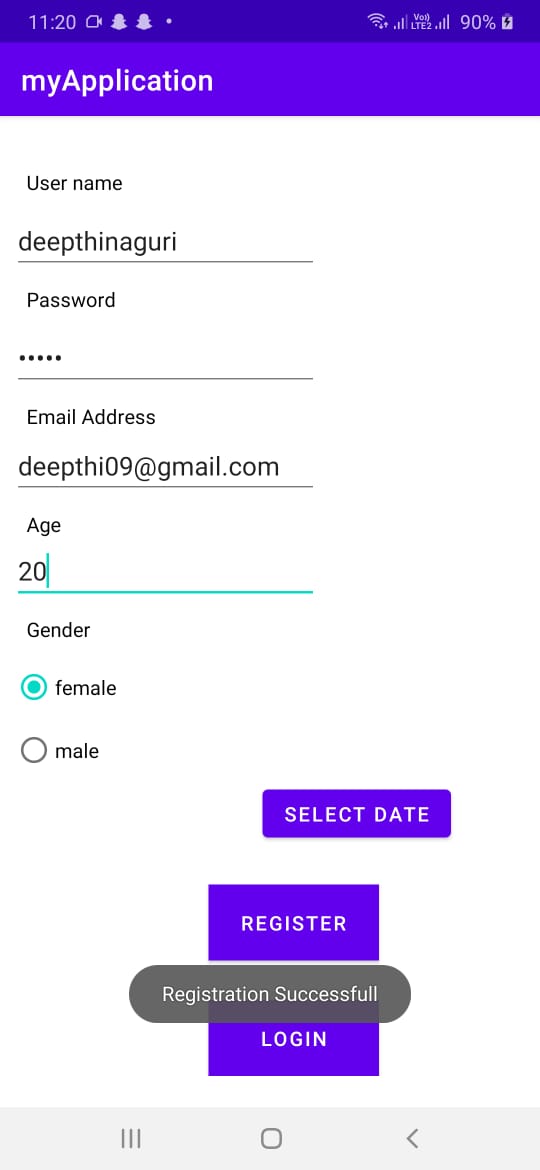 11:20 Vo)) LTE2 90%
myApplication
User name
deepthinaguri
Password
•••••
Email Address
deepthi09@gmail.com
Age
20
Gender
female
male
SELECT DATE
REGISTER
Registration Successfull
LOGIN